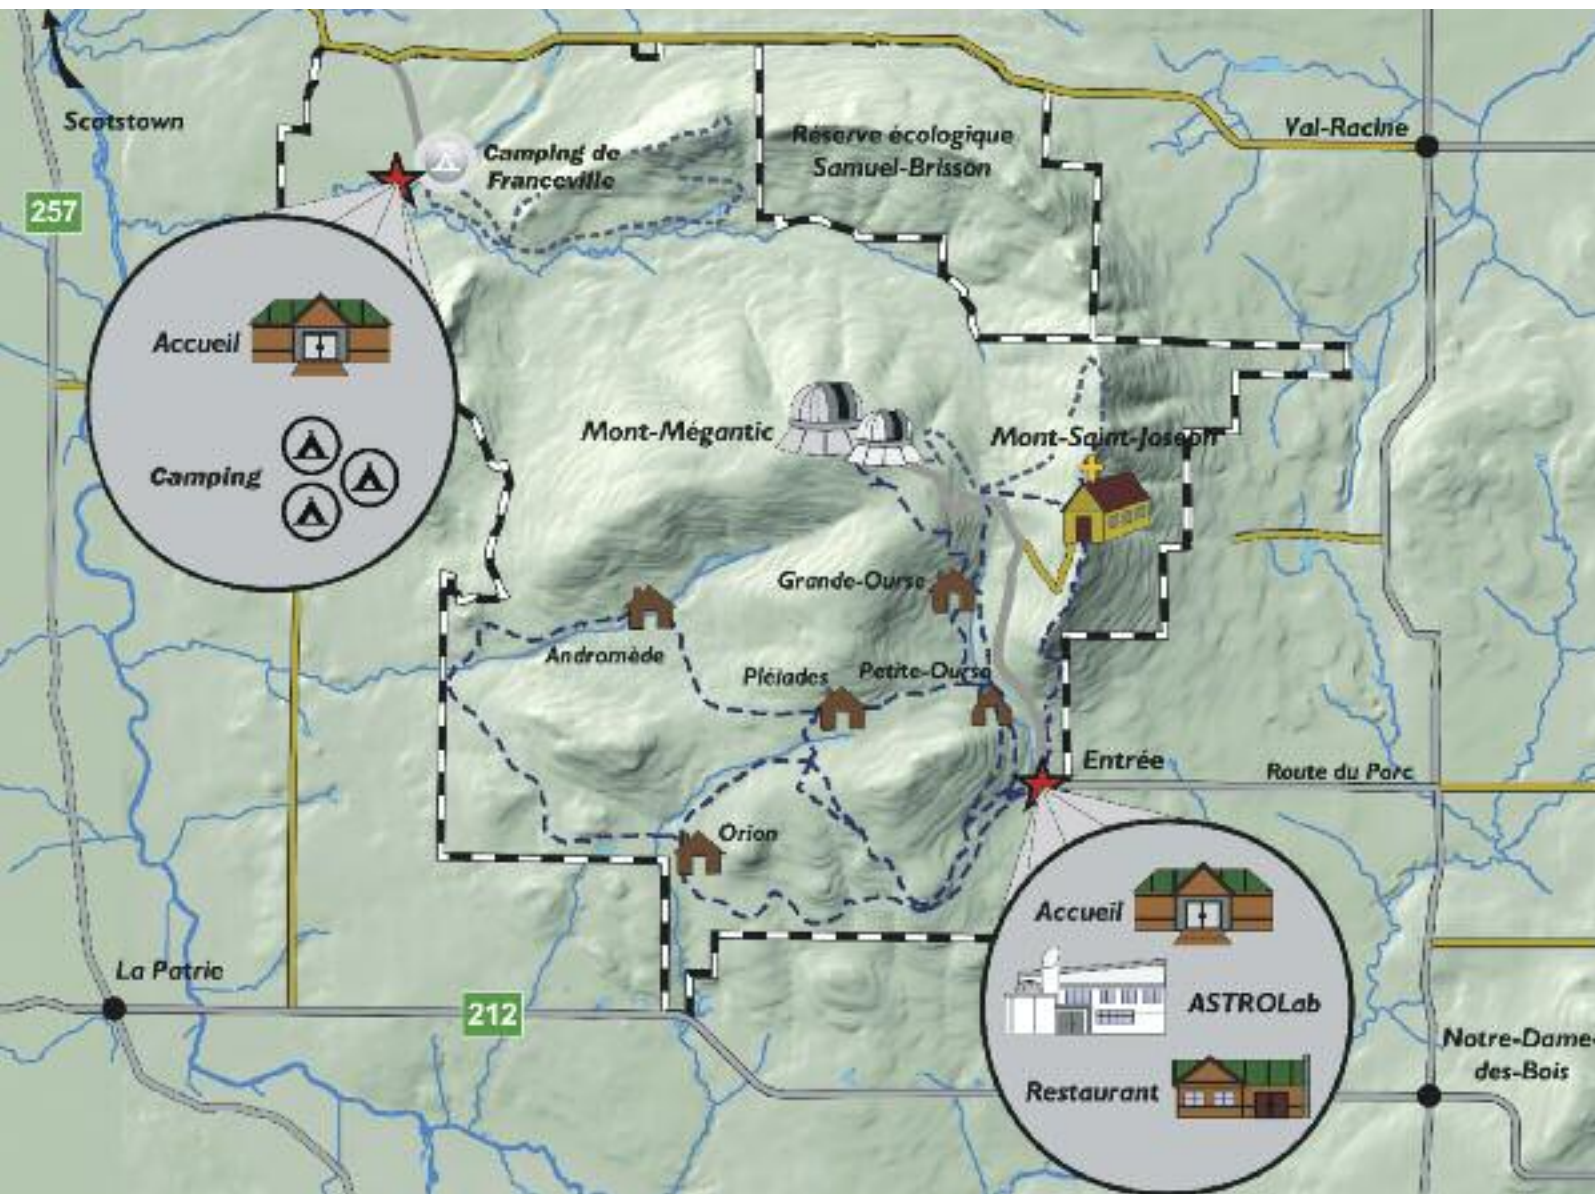 Scotstown
257
Camping de
Franceville
Réserve écologique
Samuel-Brisson
Val-Racine
Accueil
Camping
Mont-Mégantic
Mont-Saint-Joseph
Grande-Ourse
Andromède
Pléiades
Petite-Ourse
Entrée
Route du Parc
Orion
Accueil
ASTROLab
Restaurant
La Patrie
212
Notre-Dame-
des-Bois